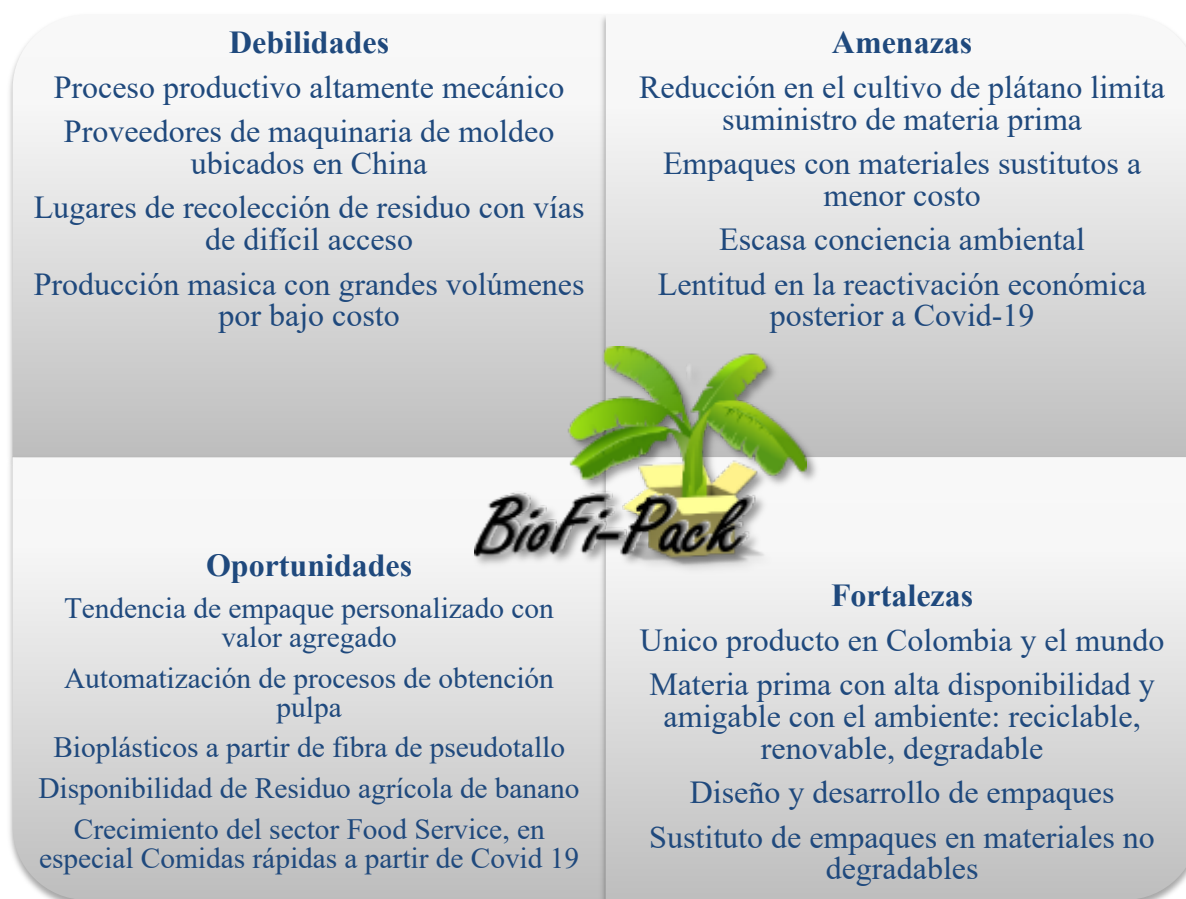 Debilidades
Proceso productivo altamente mecánico
Proveedores de maquinaria de moldeo
ubicados en China
Lugares de recolección de residuo con vías
de difícil acceso
Producción masica con grandes volúmenes
por bajo costo
Amenazas
Reducción en el cultivo de plátano limita
suministro de materia prima
Empaques con materiales sustitutos a
menor costo
Escasa conciencia ambiental
Lentitud en la reactivación económica
posterior a Covid-19
BioFi-Pack
Oportunidades
Tendencia de empaque personalizado con
valor agregado
Automatización de procesos de obtención
pulpa
Bioplásticos a partir de fibra de pseudotallo
Disponibilidad de Residuo agrícola de banano
Crecimiento del sector Food Service, en
especial Comidas rápidas a partir de Covid 19
Fortalezas
Unico producto en Colombia y el mundo
Materia prima con alta disponibilidad y
amigable con el ambiente: reciclable,
renovable, degradable
Diseño y desarrollo de empaques
Sustituto de empaques en materiales no
degradables